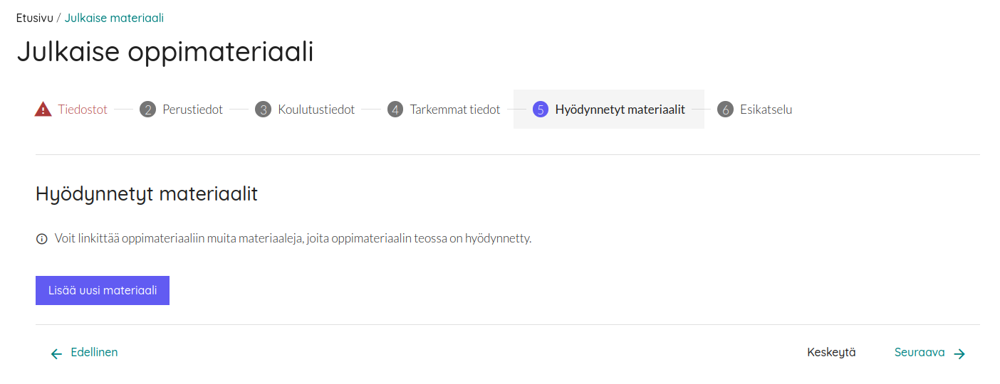 Etusivu / Julkaise materiaali
Julkaise oppimateriaali
Tiedostot 2 Perustiedot 3 Koulutustiedot 4 Tarkemmat tiedot 5 Hyödynnetyt materiaalit 6 Esikatselu
Hyödynnetyt materiaalit
Voit linkittää oppimateriaaliin muita materiaaleja, joita oppimateriaalin teossa on hyödynnetty.
Lisää uusi materiaali
Edellinen Keskeytä Seuraava